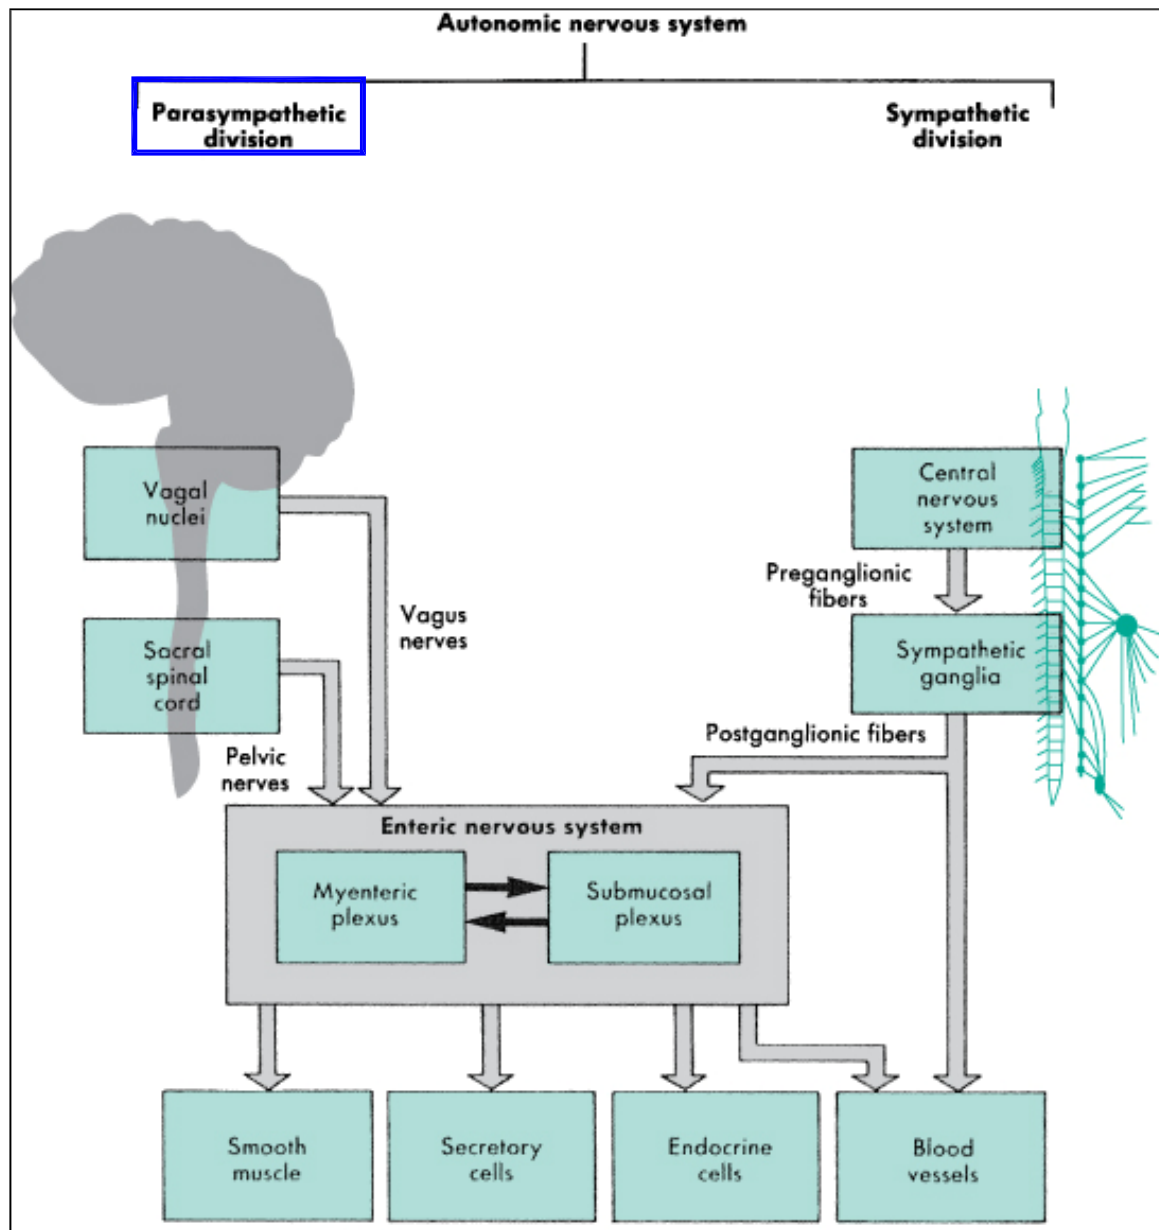 Autonomic nervous system
Parasympathetic
division
Sympathetic
division
Vagal
nuclei
Central
nervous
system
Preganglionic
fibers
Vagus
nerves
Sacral
spinal
cord
Sympathetic
ganglia
Postganglionic fibers
Pelvic
nerves
Enteric nervous system
Myenteric
plexus
Submucosal
plexus
Smooth
muscle
Secretory
cells
Endocrine
cells
Blood
vessels